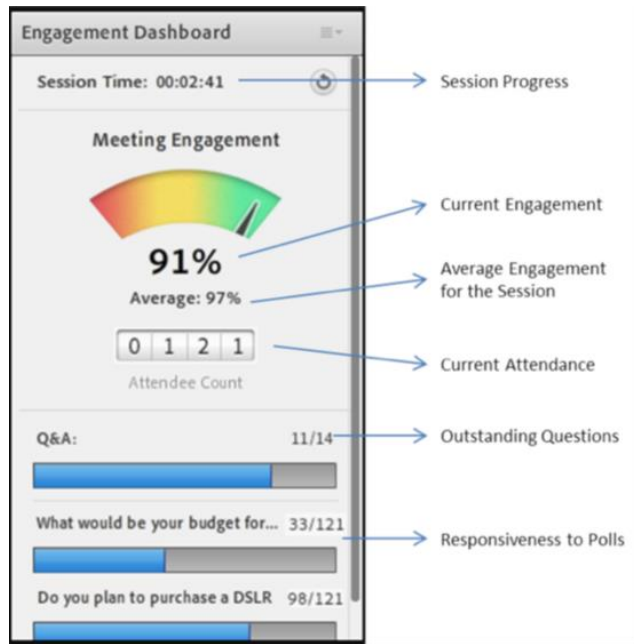 Engagement Dashboard
Session Time: 00:02:41
Session Progress
Meeting Engagement
91%
Current Engagement
Average: 97%
Average Engagement
for the Session
0 1 2 1
Current Attendance
Attendee Count
Q&A: 11/14
Outstanding Questions
What would be your budget for... 33/121
Responsiveness to Polls
Do you plan to purchase a DSLR 98/121